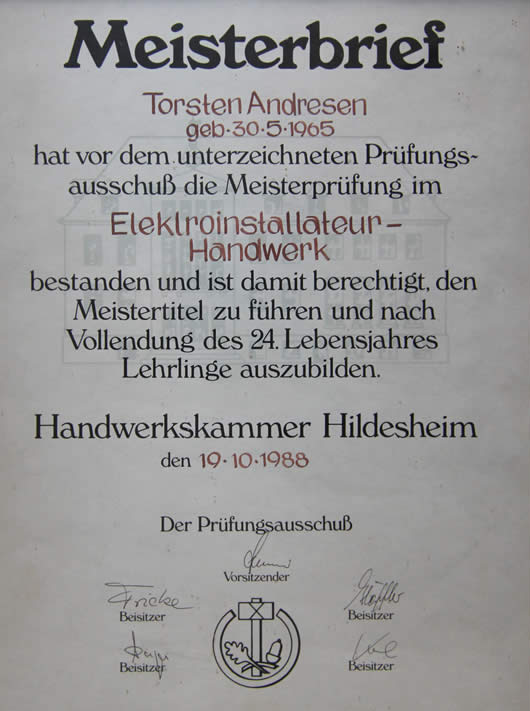 Meisterbrief
Torsten Andresen
geb·30·5·1965
hat vor dem unterzeichneten Prüfungs-
ausschuß die Meisterprüfung im
Elektroinstallateur-
Handwerk
bestanden und ist damit berechtigt, den
Meistertitel zu führen und nach
Vollendung des 24. Lebensjahres
Lehrlinge auszubilden.
Handwerkskammer Hildesheim
den 19·10·1988
Der Prüfungsausschuß
Vorsitzender
Fricke
Beisitzer
Beisitzer
Beisitzer
Beisitzer